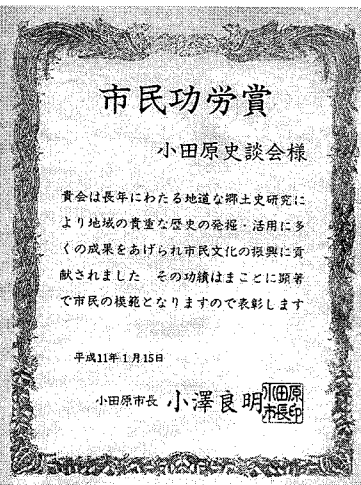 市民功労賞
小田原史談会様
貴会は長年にわたる地道な郷土史研究に
より地域の貴重な歴史の発掘・活用に多
くの成果をあげられ市民文化の振興に貢
献されました　その功績はまことに顕著
で市民の模範となりますので表彰します
平成11年1月15日
小田原市長 小澤良明
小田原
市長印